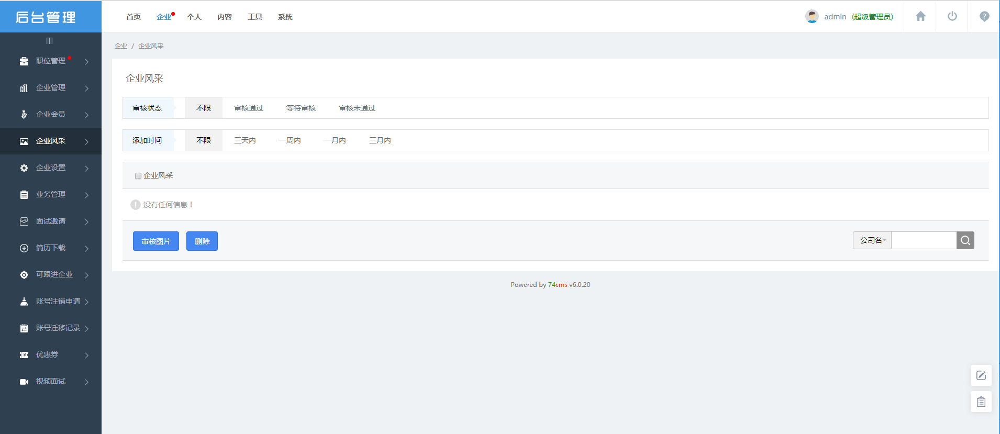 后台管理
首页 企业 个人 内容 工具 系统
admin (超级管理员)
职位管理
企业管理
企业会员
企业风采
企业设置
业务管理
面试邀请
简历下载
可跟进企业
账号注销申请
账号迁移记录
优惠券
视频面试
企业 / 企业风采
企业风采
审核状态 不限 审核通过 等待审核 审核未通过
添加时间 不限 三天内 一周内 一月内 三月内
企业风采
没有任何信息！
审核图片 删除 公司名
Powered by 74cms v6.0.20